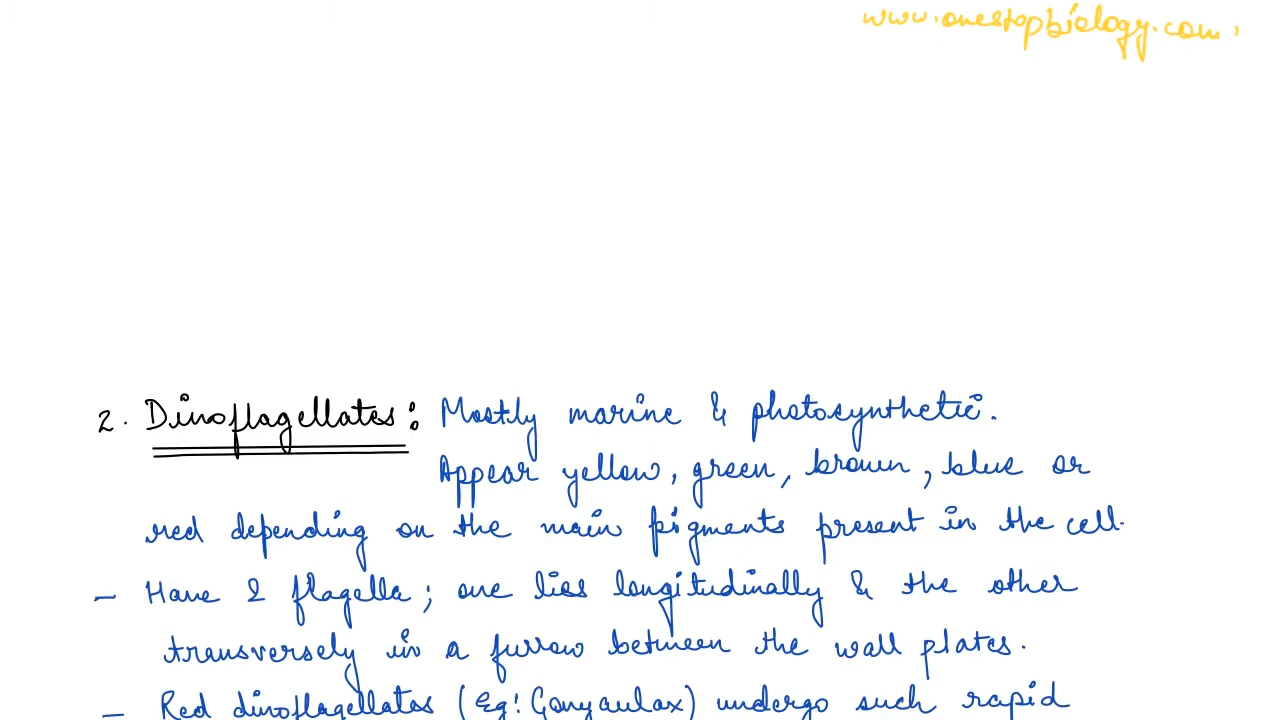 www.onestopbiology.com
2. Dinoflagellates: Mostly marine & photosynthetic.
Appear yellow, green, brown, blue or
red depending on the main pigments present in the cell.
- Have 2 flagella; one lies longitudinally & the other
transversely in a furrow between the wall plates.
- Red dinoflagellates (Eg: Gonyaulax) undergo such rapid